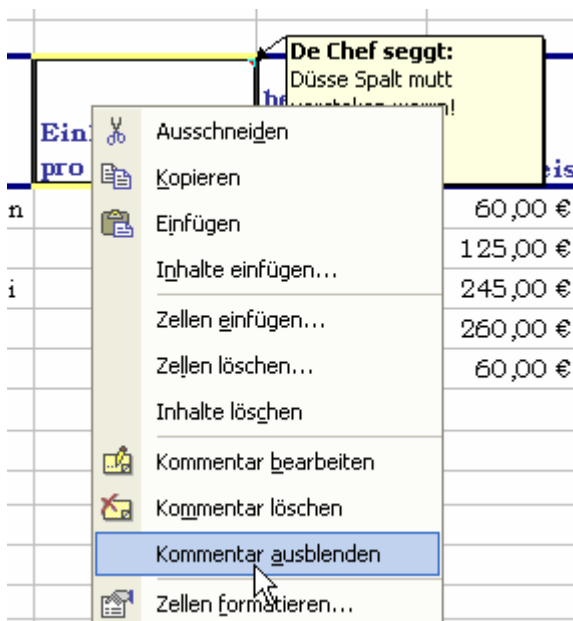 De Chef seggt:
Düsse Spalt mutt
Ausschneiden
pro
Kopieren
n
60,00 €
Einfügen
125,00 €
Inhalte einfügen...
i
245,00 €
Zellen einfügen...
260,00 €
Zellen löschen...
60,00 €
Inhalte löschen
Kommentar bearbeiten
Kommentar löschen
Kommentar ausblenden
Zellen formatieren...